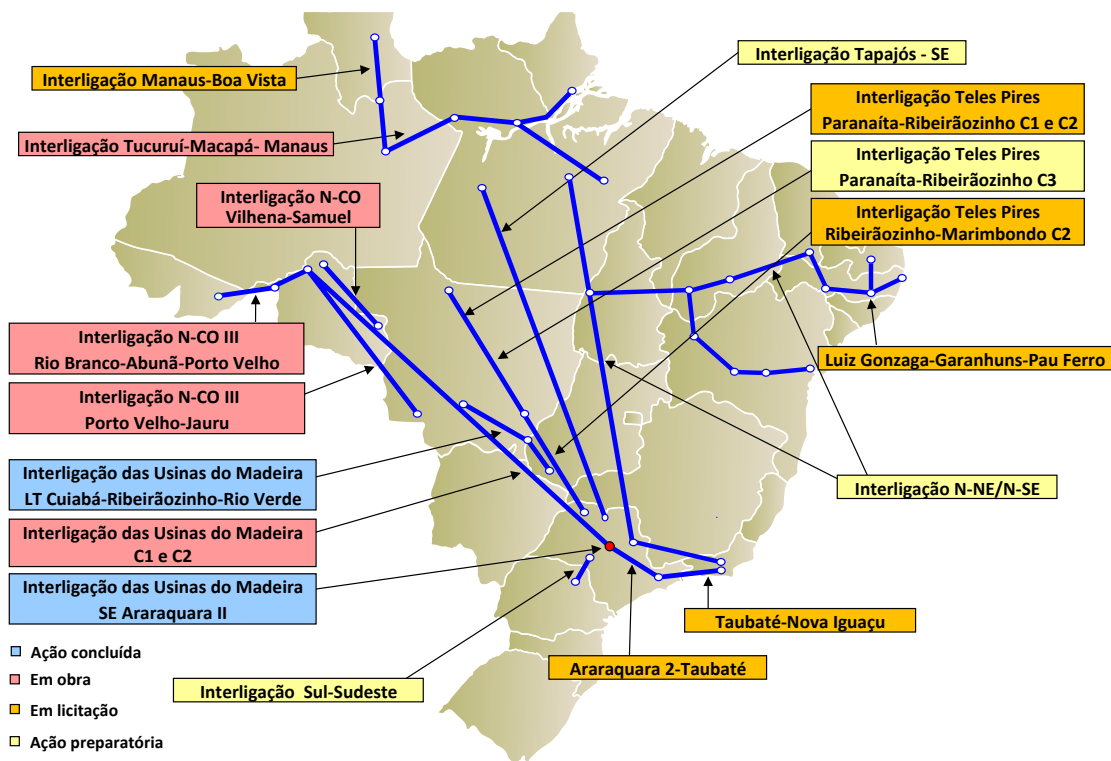 Interligação Tapajós - SE
Interligação Manaus-Boa Vista
Interligação Teles Pires
Paranaíta-Ribeirãozinho C1 e C2
Interligação Tucuruí-Macapá- Manaus
Interligação Teles Pires
Paranaíta-Ribeirãozinho C3
Interligação N-CO
Vilhena-Samuel
Interligação Teles Pires
Ribeirãozinho-Marimbondo C2
Interligação N-CO III
Rio Branco-Abunã-Porto Velho
Luiz Gonzaga-Garanhuns-Pau Ferro
Interligação N-CO III
Porto Velho-Jauru
Interligação das Usinas do Madeira
LT Cuiabá-Ribeirãozinho-Rio Verde
Interligação N-NE/N-SE
Interligação das Usinas do Madeira
C1 e C2
Interligação das Usinas do Madeira
SE Araraquara II
Taubaté-Nova Iguaçu
Araraquara 2-Taubaté
Interligação Sul-Sudeste
Ação concluída
Em obra
Em licitação
Ação preparatória